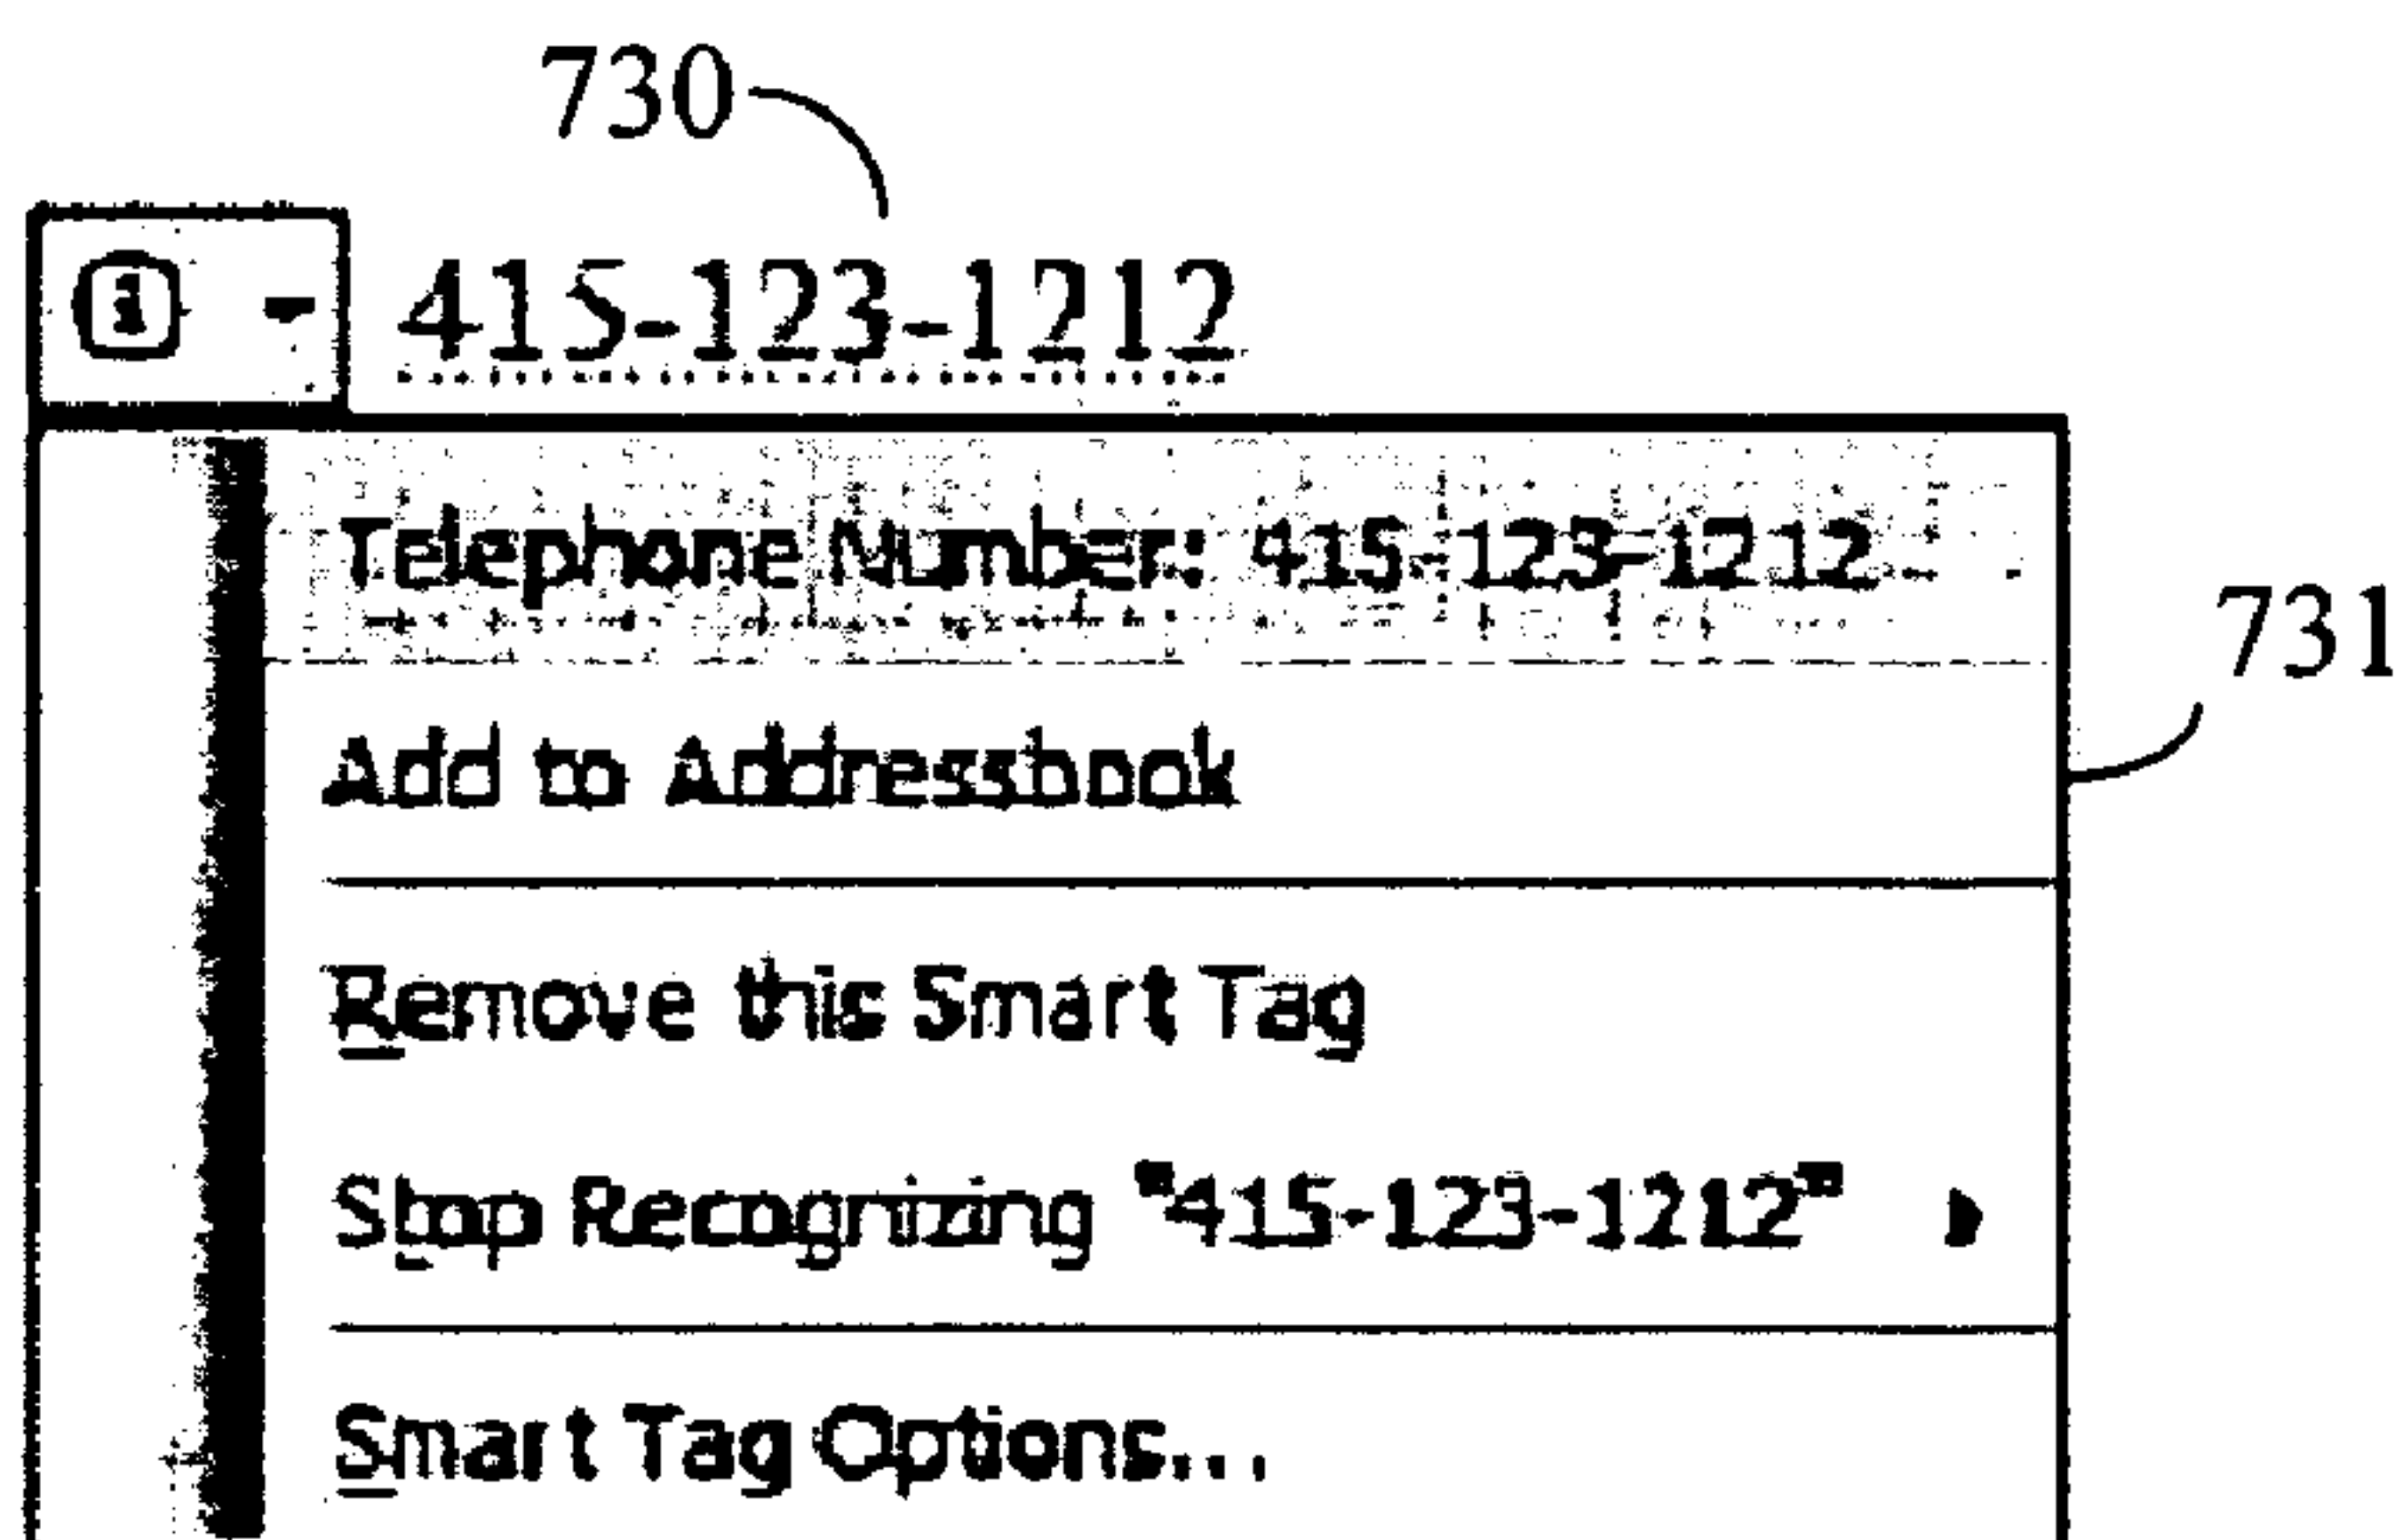 730
415-123-1212
Telephone Number: 415-123-1212
731
Add to Addressbook
Remove this Smart Tag
Stop Recognizing "415-123-1212"
Smart Tag Options...